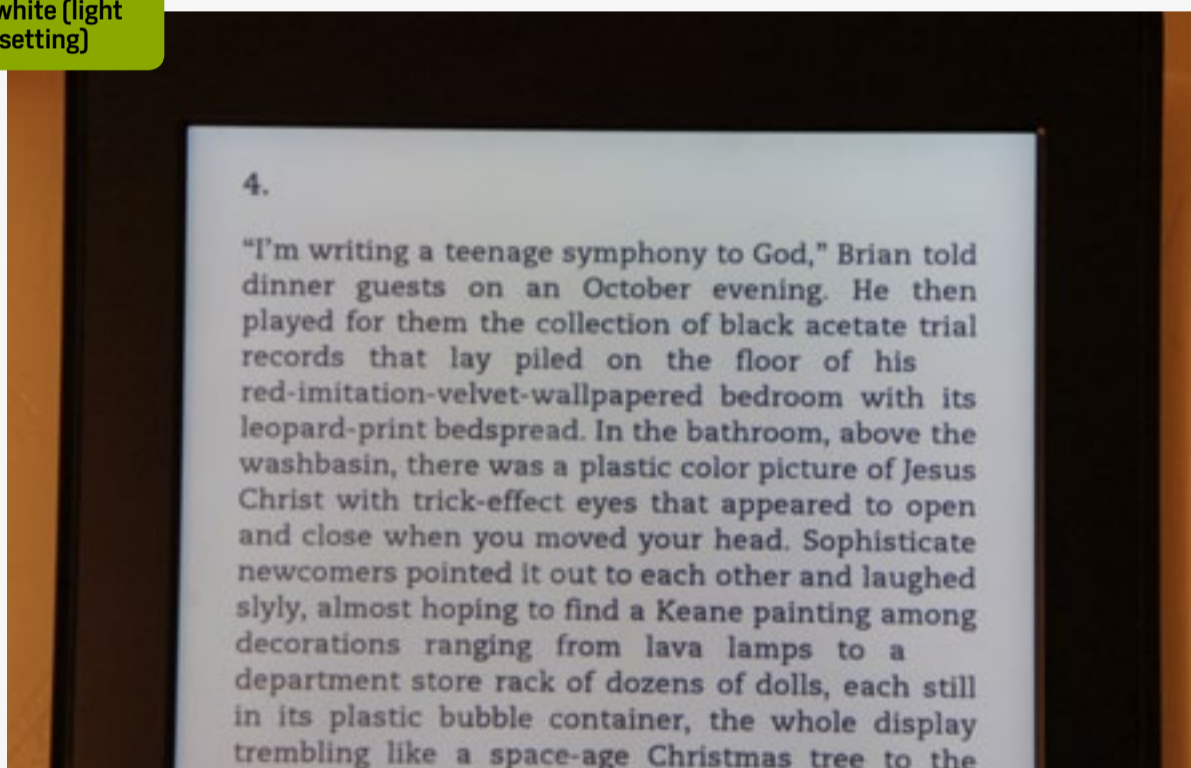 white (light
setting)
4.
“I’m writing a teenage symphony to God,” Brian told
dinner guests on an October evening. He then
played for them the collection of black acetate trial
records that lay piled on the floor of his
red-imitation-velvet-wallpapered bedroom with its
leopard-print bedspread. In the bathroom, above the
washbasin, there was a plastic color picture of Jesus
Christ with trick-effect eyes that appeared to open
and close when you moved your head. Sophisticate
newcomers pointed it out to each other and laughed
slyly, almost hoping to find a Keane painting among
decorations ranging from lava lamps to a
department store rack of dozens of dolls, each still
in its plastic bubble container, the whole display
trembling like a space-age Christmas tree to the